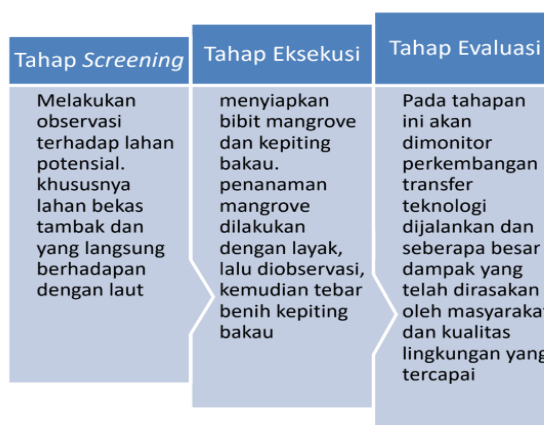 Tahap Screening
Melakukan
observasi
terhadap lahan
potensial.
khususnya
lahan bekas
tambak dan
yang langsung
berhadapan
dengan laut
Tahap Eksekusi
menyiapkan
bibit mangrove
dan kepiting
bakau.
penanaman
mangrove
dilakukan
dengan layak,
lalu diobservasi,
kemudian tebar
benih kepiting
bakau
Tahap Evaluasi
Pada tahapan
ini akan
dimonitor
perkembangan
transfer
teknologi
dijalankan dan
seberapa besar
dampak yang
telah dirasakan
oleh masyarakat
dan kualitas
lingkungan yang
tercapai